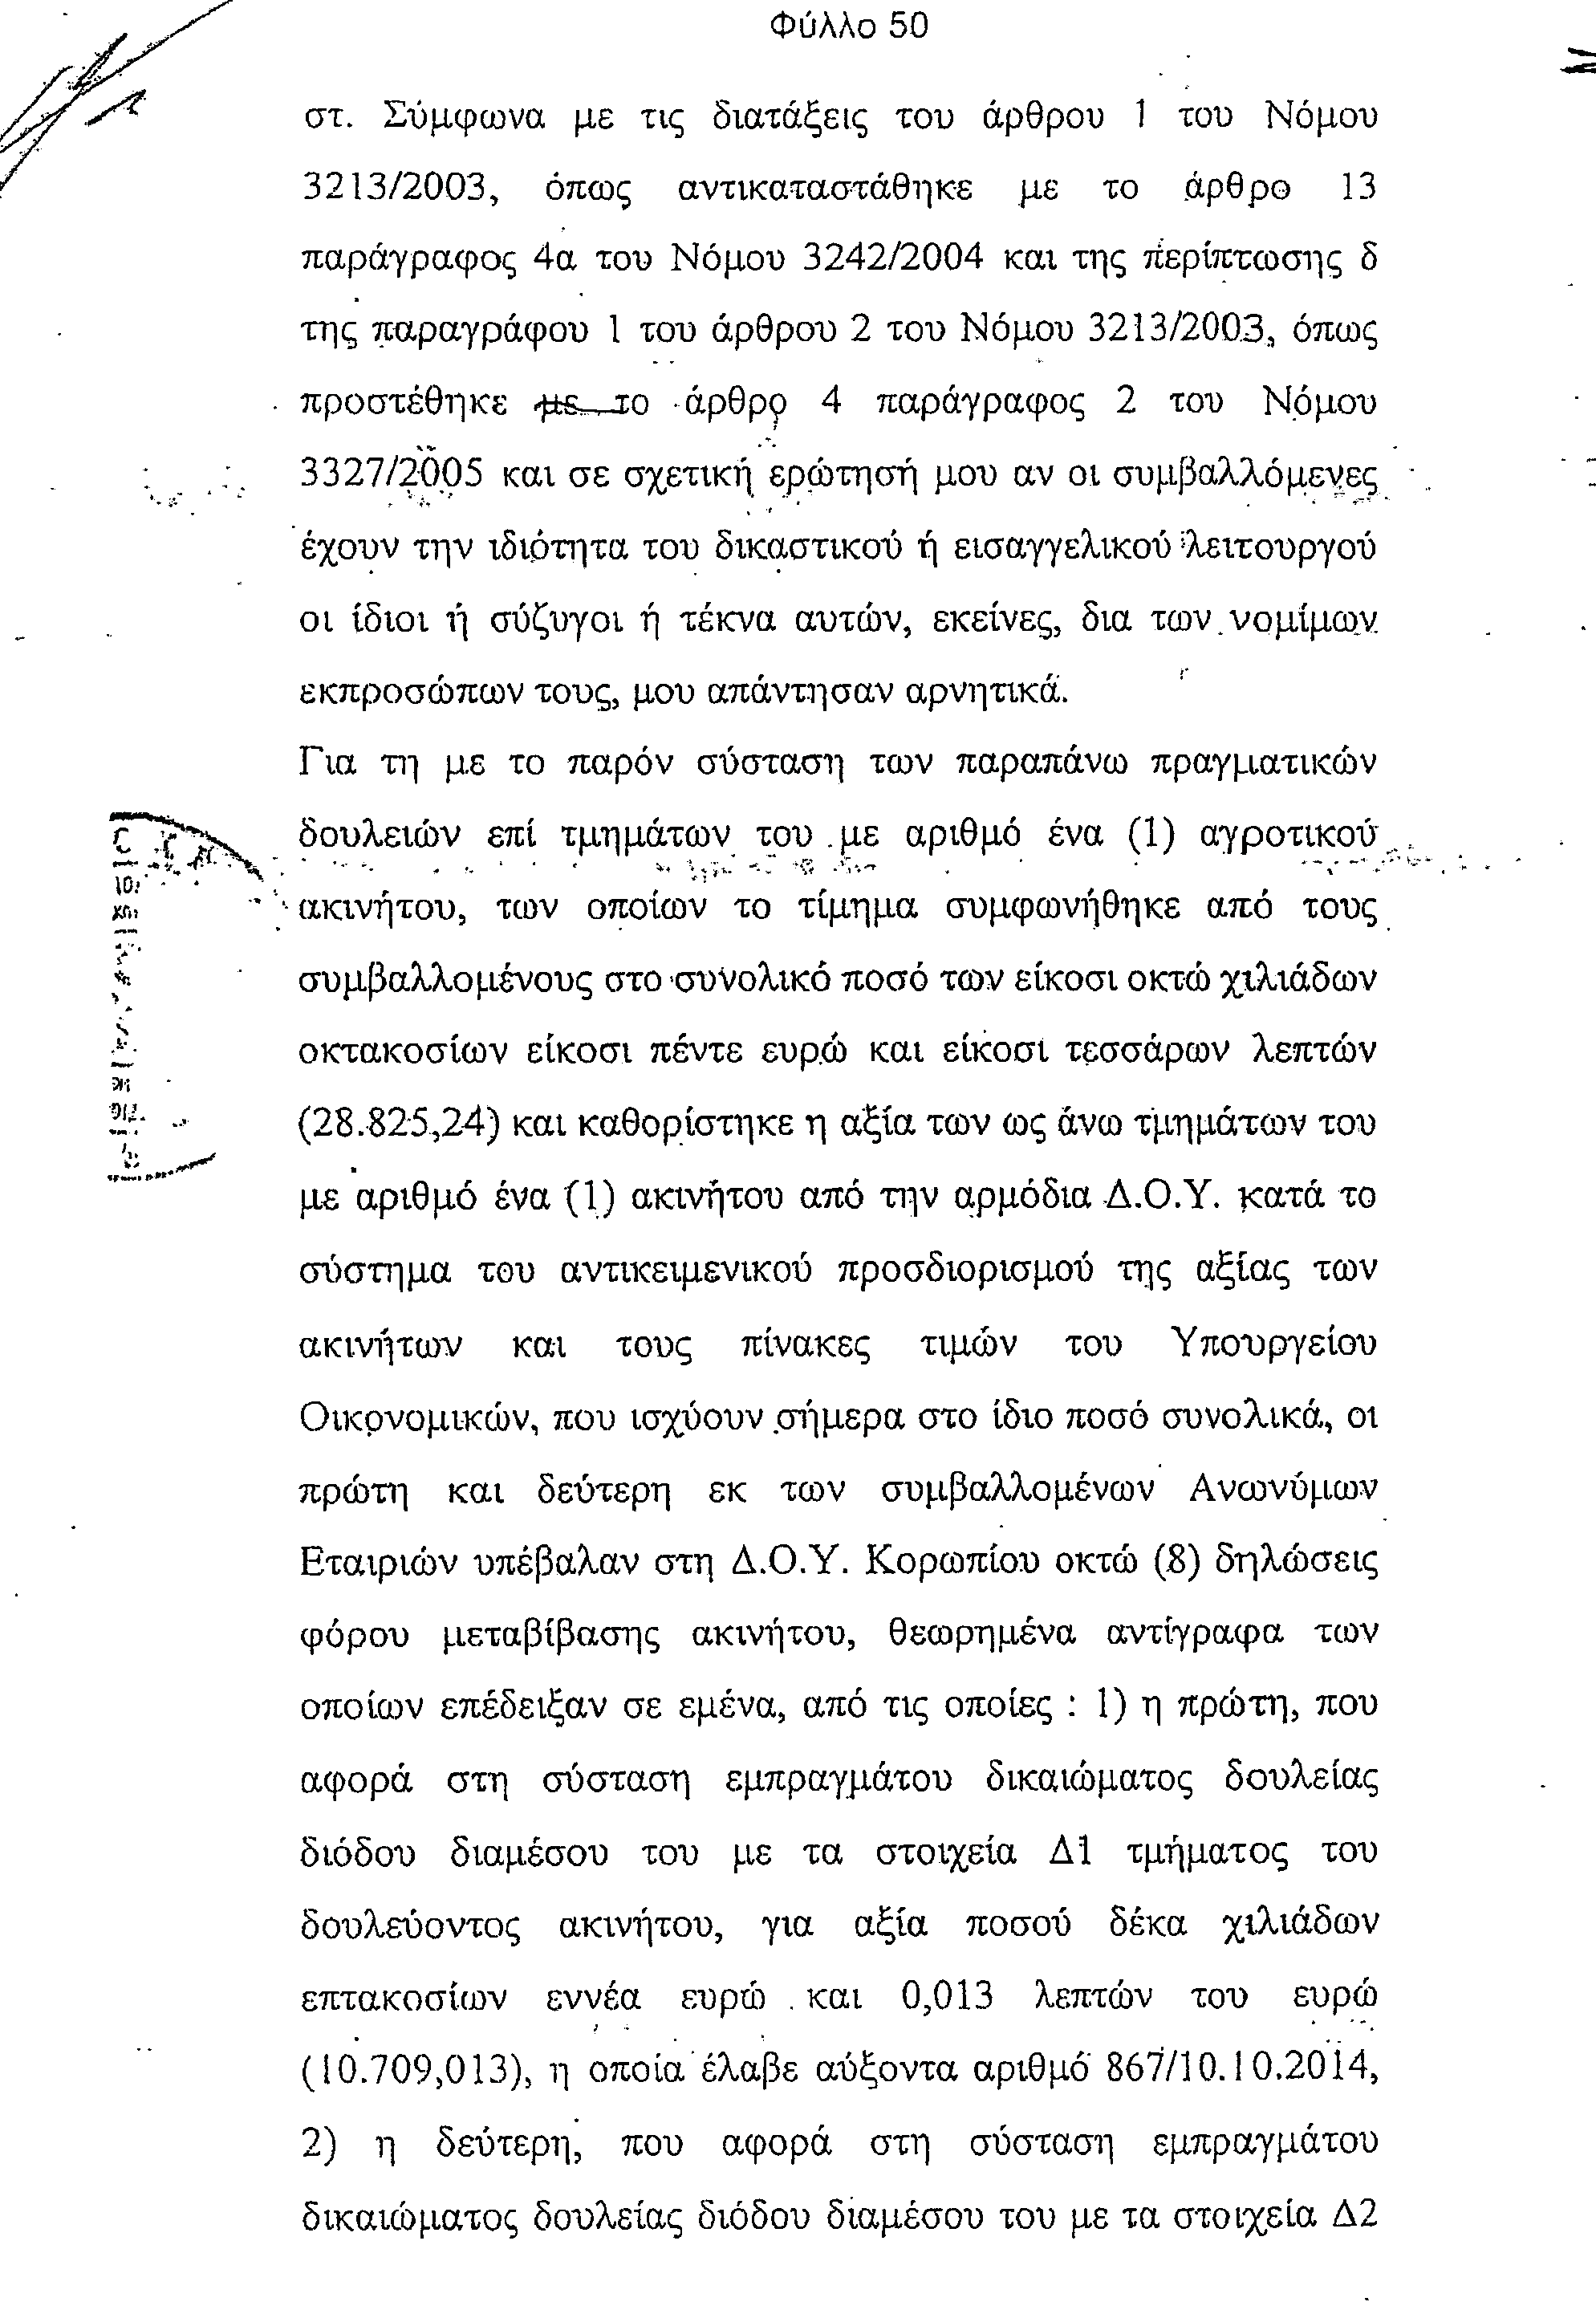 Φύλλο 50
στ. Σύμφωνα με τις διατάξεις του άρθρου 1 του Νόμου
3213/2003, όπως αντικαταστάθηκε με το άρθρο 13
παράγραφος 4α του Νόμου 3242/2004 και της περίπτωσης δ
της παραγράφου 1 του άρθρου 2 του Νόμου 3213/2003, όπως
προστέθηκε με το άρθρο 4 παράγραφος 2 του Νόμου
3327/2005 και σε σχετική ερώτησή μου αν οι συμβαλλόμενες
έχουν την ιδιότητα του δικαστικού ή εισαγγελικού λειτουργού
οι ίδιοι ή σύζυγοι ή τέκνα αυτών, εκείνες, δια των νομίμων
εκπροσώπων τους, μου απάντησαν αρνητικά.
Για τη με το παρόν σύσταση των παραπάνω πραγματικών
δουλειών επί τμημάτων του με αριθμό ένα (1) αγροτικού
ακινήτου, των οποίων το τίμημα συμφωνήθηκε από τους
συμβαλλομένους στο συνολικό ποσό των είκοσι οκτώ χιλιάδων
οκτακοσίων είκοσι πέντε ευρώ και είκοσι τεσσάρων λεπτών
(28.825,24) και καθορίστηκε η αξία των ως άνω τμημάτων του
με αριθμό ένα (1) ακινήτου από την αρμόδια Δ.Ο.Υ. κατά το
σύστημα του αντικειμενικού προσδιορισμού της αξίας των
ακινήτων και τους πίνακες τιμών του Υπουργείου
Οικονομικών, που ισχύουν σήμερα στο ίδιο ποσό συνολικά, οι
πρώτη και δεύτερη εκ των συμβαλλομένων Ανωνύμων
Εταιριών υπέβαλαν στη Δ.Ο.Υ. Κορωπίου οκτώ (8) δηλώσεις
φόρου μεταβίβασης ακινήτου, θεωρημένα αντίγραφα των
οποίων επέδειξαν σε εμένα, από τις οποίες : 1) η πρώτη, που
αφορά στη σύσταση εμπραγμάτου δικαιώματος δουλείας
διόδου διαμέσου του με τα στοιχεία Δ1 τμήματος του
δουλεύοντος ακινήτου, για αξία ποσού δέκα χιλιάδων
επτακοσίων εννέα ευρώ και 0,013 λεπτών του ευρώ
(10.709,013), η οποία έλαβε αύξοντα αριθμό 867/10.10.2014,
2) η δεύτερη, που αφορά στη σύσταση εμπραγμάτου
δικαιώματος δουλείας διόδου διαμέσου του με τα στοιχεία Δ2